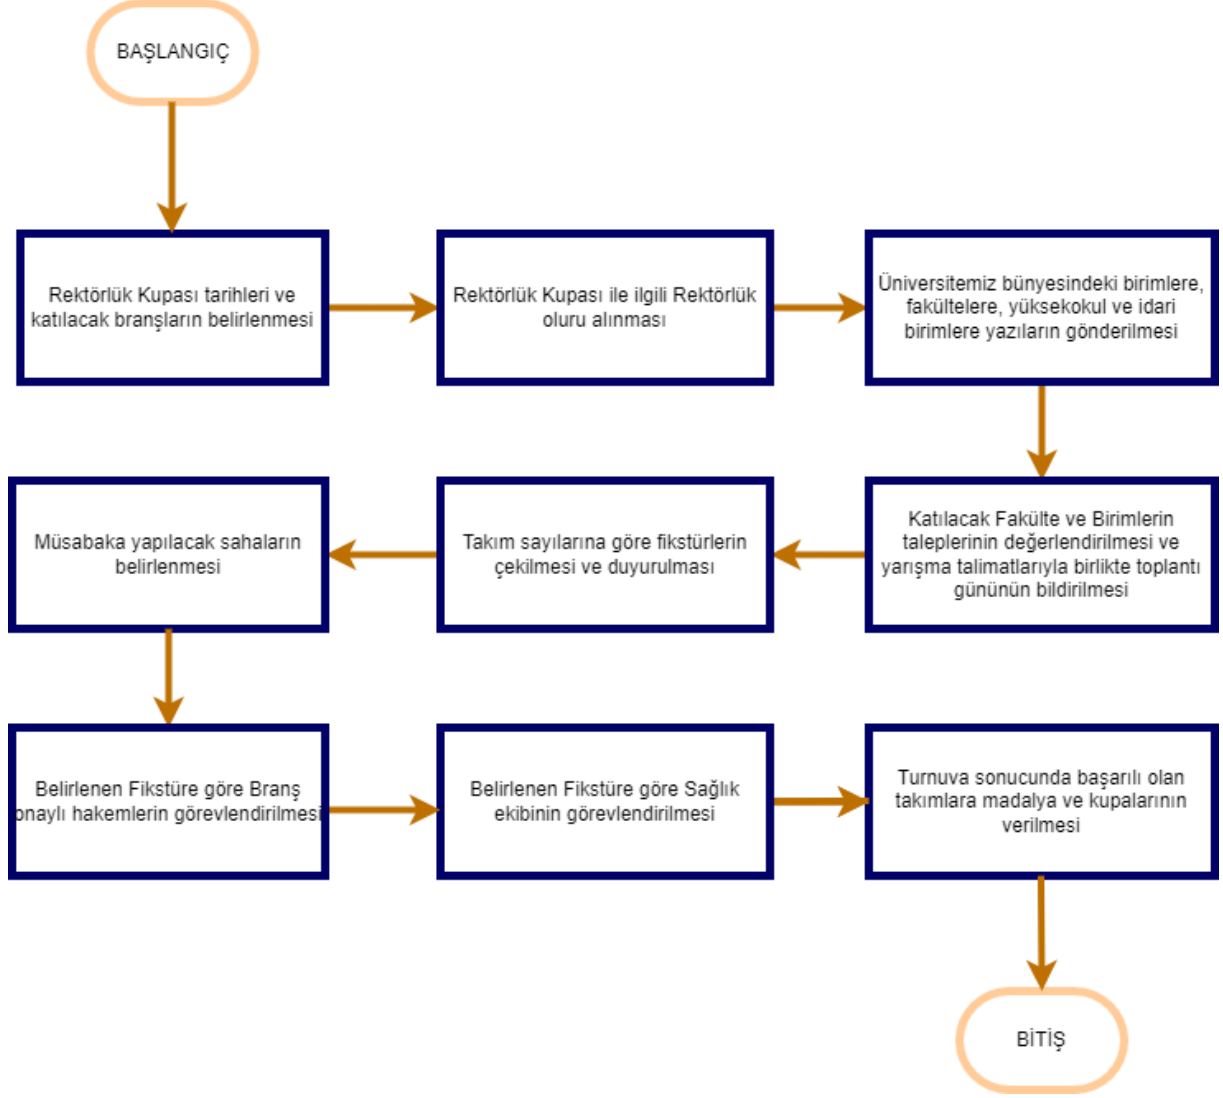 BAŞLANGIÇ
Rektörlük Kupası tarihleri ve
katılacak branşların belirlenmesi
Rektörlük Kupası ile ilgili Rektörlük
oluru alınması
Üniversitemiz bünyesindeki birimlere,
fakültelere, yüksekokul ve idari
birimlere yazıların gönderilmesi
Katılacak Fakülte ve Birimlerin
taleplerinin değerlendirilmesi ve
yarışma talimatlarıyla birlikte toplantı
gününün bildirilmesi
Takım sayılarına göre fikstürlerin
çekilmesi ve duyurulması
Müsabaka yapılacak sahaların
belirlenmesi
Belirlenen Fikstüre göre Branş
onaylı hakemlerin görevlendirilmesi
Belirlenen Fikstüre göre Sağlık
ekibinin görevlendirilmesi
Turnuva sonucunda başarılı olan
takımlara madalya ve kupalarının
verilmesi
BİTİŞ